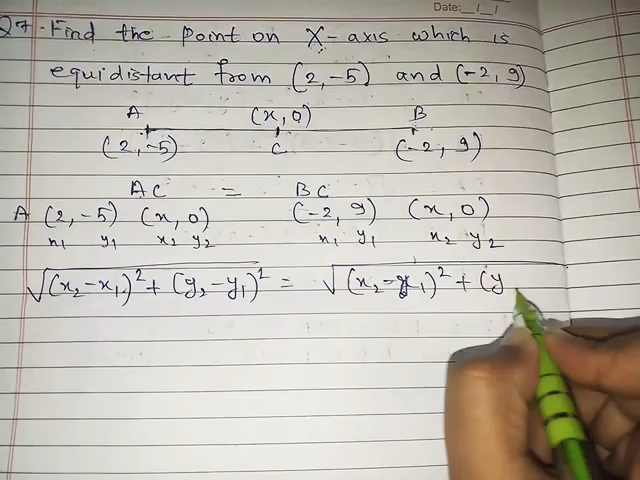 Date: __/__/
Q7. Find the point on X-axis which is
equidistant from (2, -5) and (-2, 9)
A (x, 0) B
(2, -5) C (-2, 9)
AC = BC
A (2, -5) (x, 0) (-2, 9) (x, 0)
x₁ y₁ x₂ y₂ x₁ y₁ x₂ y₂
√(x₂-x₁)² + (y₂-y₁)² = √(x₂-x₁)² + (y